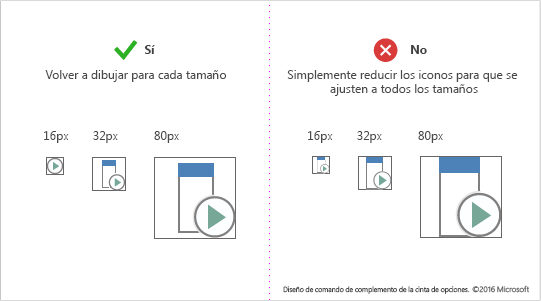 Sí
Volver a dibujar para cada tamaño
16px 32px 80px
No
Simplemente reducir los iconos para que se
ajusten a todos los tamaños
16px 32px 80px
Diseño de comando de complemento de la cinta de opciones. ©2016 Microsoft